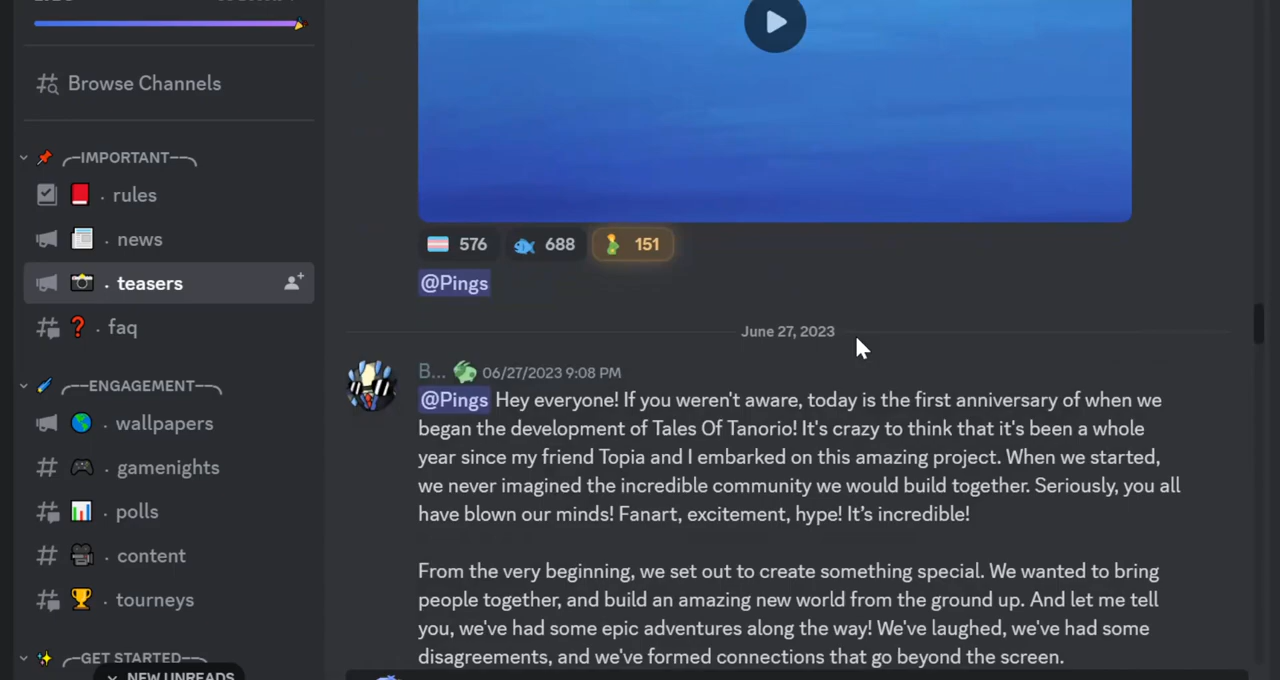 Browse Channels
IMPORTANT
rules
news
teasers
faq
ENGAGEMENT
wallpapers
gamenights
polls
content
tourneys
GET STARTED
NEW UNREADS
576 688 151
@Pings
June 27, 2023
B... 06/27/2023 9:08 PM
@Pings Hey everyone! If you weren't aware, today is the first anniversary of when we
began the development of Tales Of Tanorio! It's crazy to think that it's been a whole
year since my friend Topia and I embarked on this amazing project. When we started,
we never imagined the incredible community we would build together. Seriously, you all
have blown our minds! Fanart, excitement, hype! It’s incredible!
From the very beginning, we set out to create something special. We wanted to bring
people together, and build an amazing new world from the ground up. And let me tell
you, we've had some epic adventures along the way! We've laughed, we've had some
disagreements, and we've formed connections that go beyond the screen.